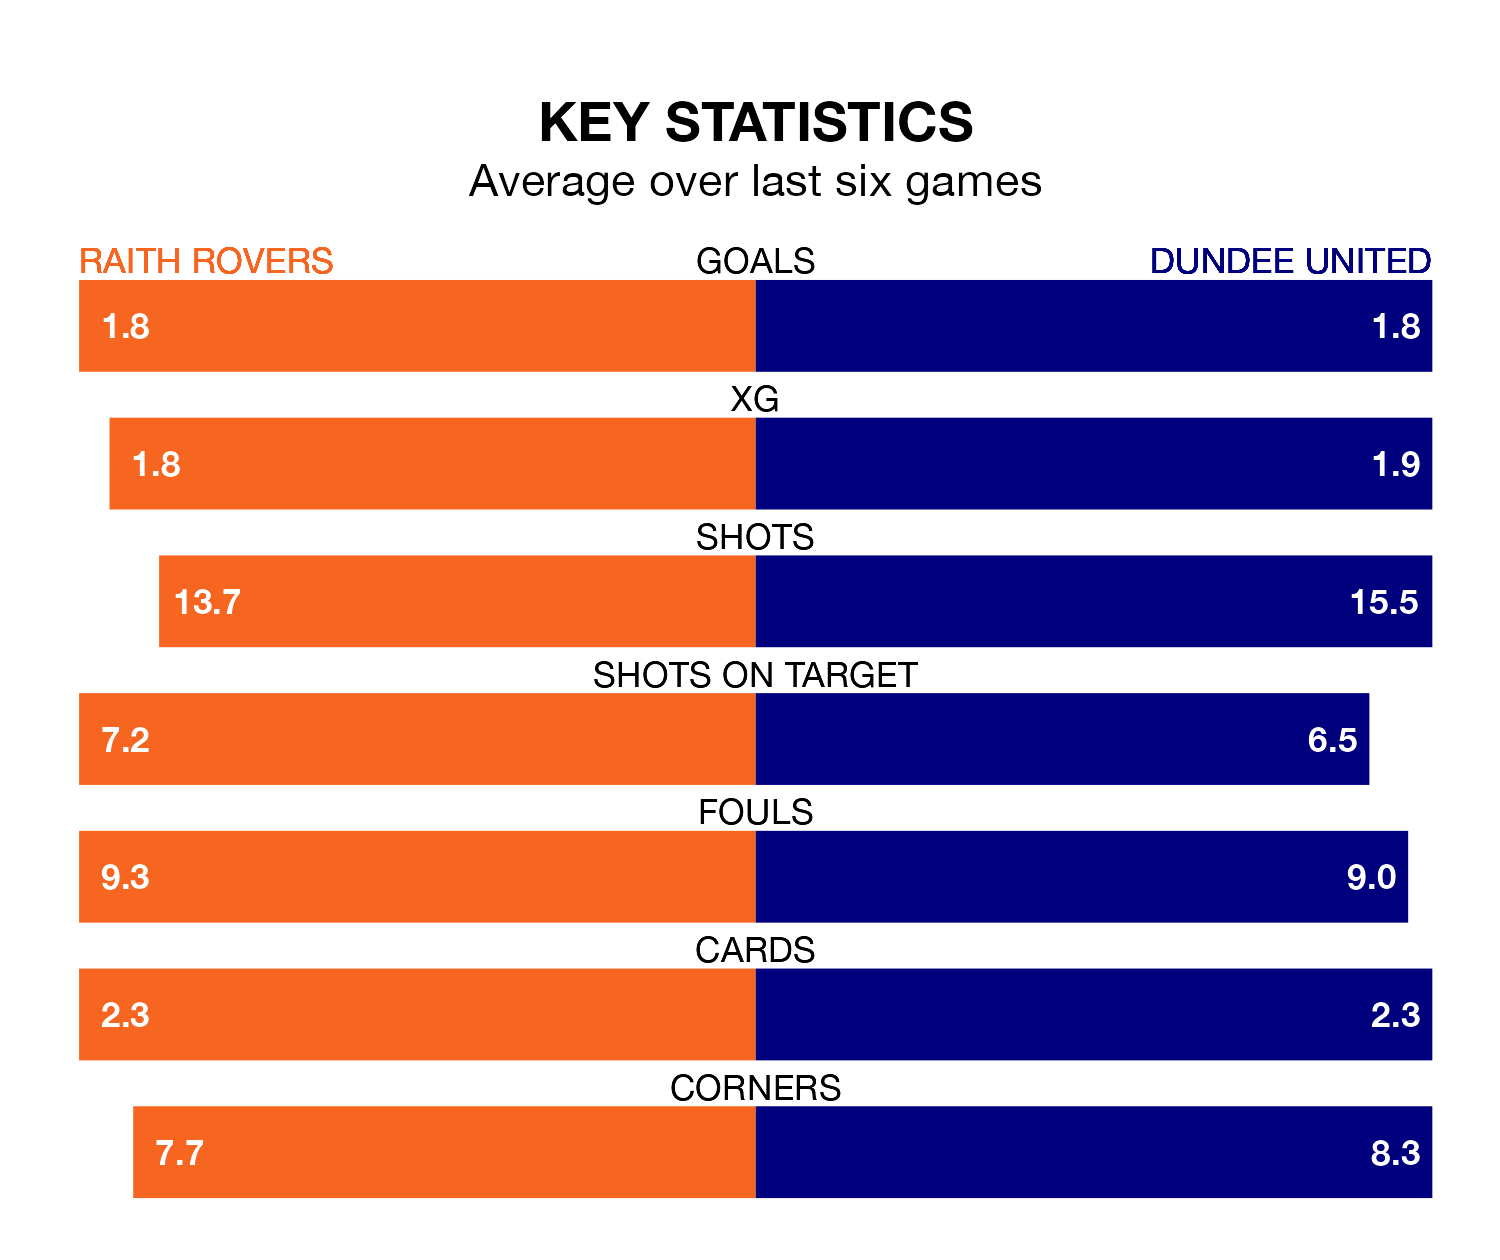 KEY STATISTICS
Average over last six games
RAITH ROVERS GOALS DUNDEE UNITED
1.8 1.8
XG
1.8 1.9
SHOTS
13.7 15.5
SHOTS ON TARGET
7.2 6.5
FOULS
9.3 9.0
CARDS
2.3 2.3
CORNERS
7.7 8.3